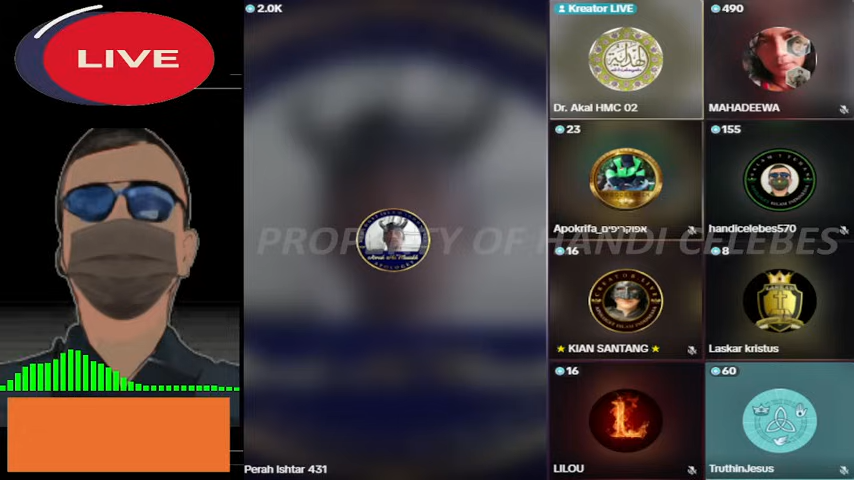 LIVE
2.0K
Kreator LIVE
490
Dr. Akal HMC 02
MAHADEEWA
23
155
Apokrifa_אפוקריפים
handicelebes570
PROPERTY OF HANDI CELEBES
16
8
KIAN SANTANG
Laskar kristus
16
60
L
LILOU
TruthinJesus
Perah Ishtar 431